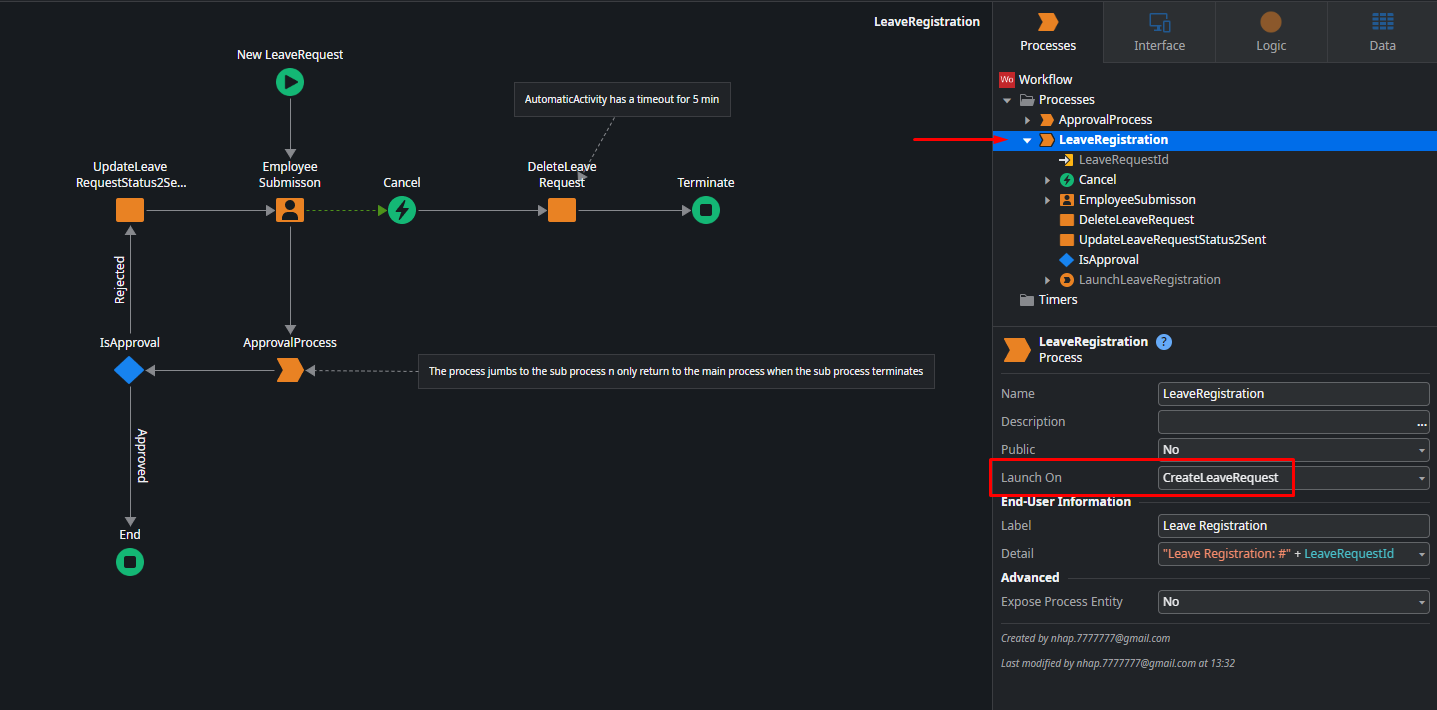 LeaveRegistration
New LeaveRequest
AutomaticActivity has a timeout for 5 min
UpdateLeave
RequestStatus2Se...
Employee
Submisson
Cancel
DeleteLeave
Request
Terminate
Rejected
IsApproval
ApprovalProcess
The process jumbs to the sub process n only return to the main process when the sub process terminates
Approved
End
Processes
Interface
Logic
Data
Wo Workflow
Processes
ApprovalProcess
LeaveRegistration
LeaveRequestId
Cancel
EmployeeSubmisson
DeleteLeaveRequest
UpdateLeaveRequestStatus2Sent
IsApproval
LaunchLeaveRegistration
Timers
LeaveRegistration ?
Process
Name LeaveRegistration
Description ...
Public No
Launch On CreateLeaveRequest
End-User Information
Label Leave Registration
Detail "Leave Registration: #" + LeaveRequestId
Advanced
Expose Process Entity No
Created by nhap.7777777@gmail.com
Last modified by nhap.7777777@gmail.com at 13:32